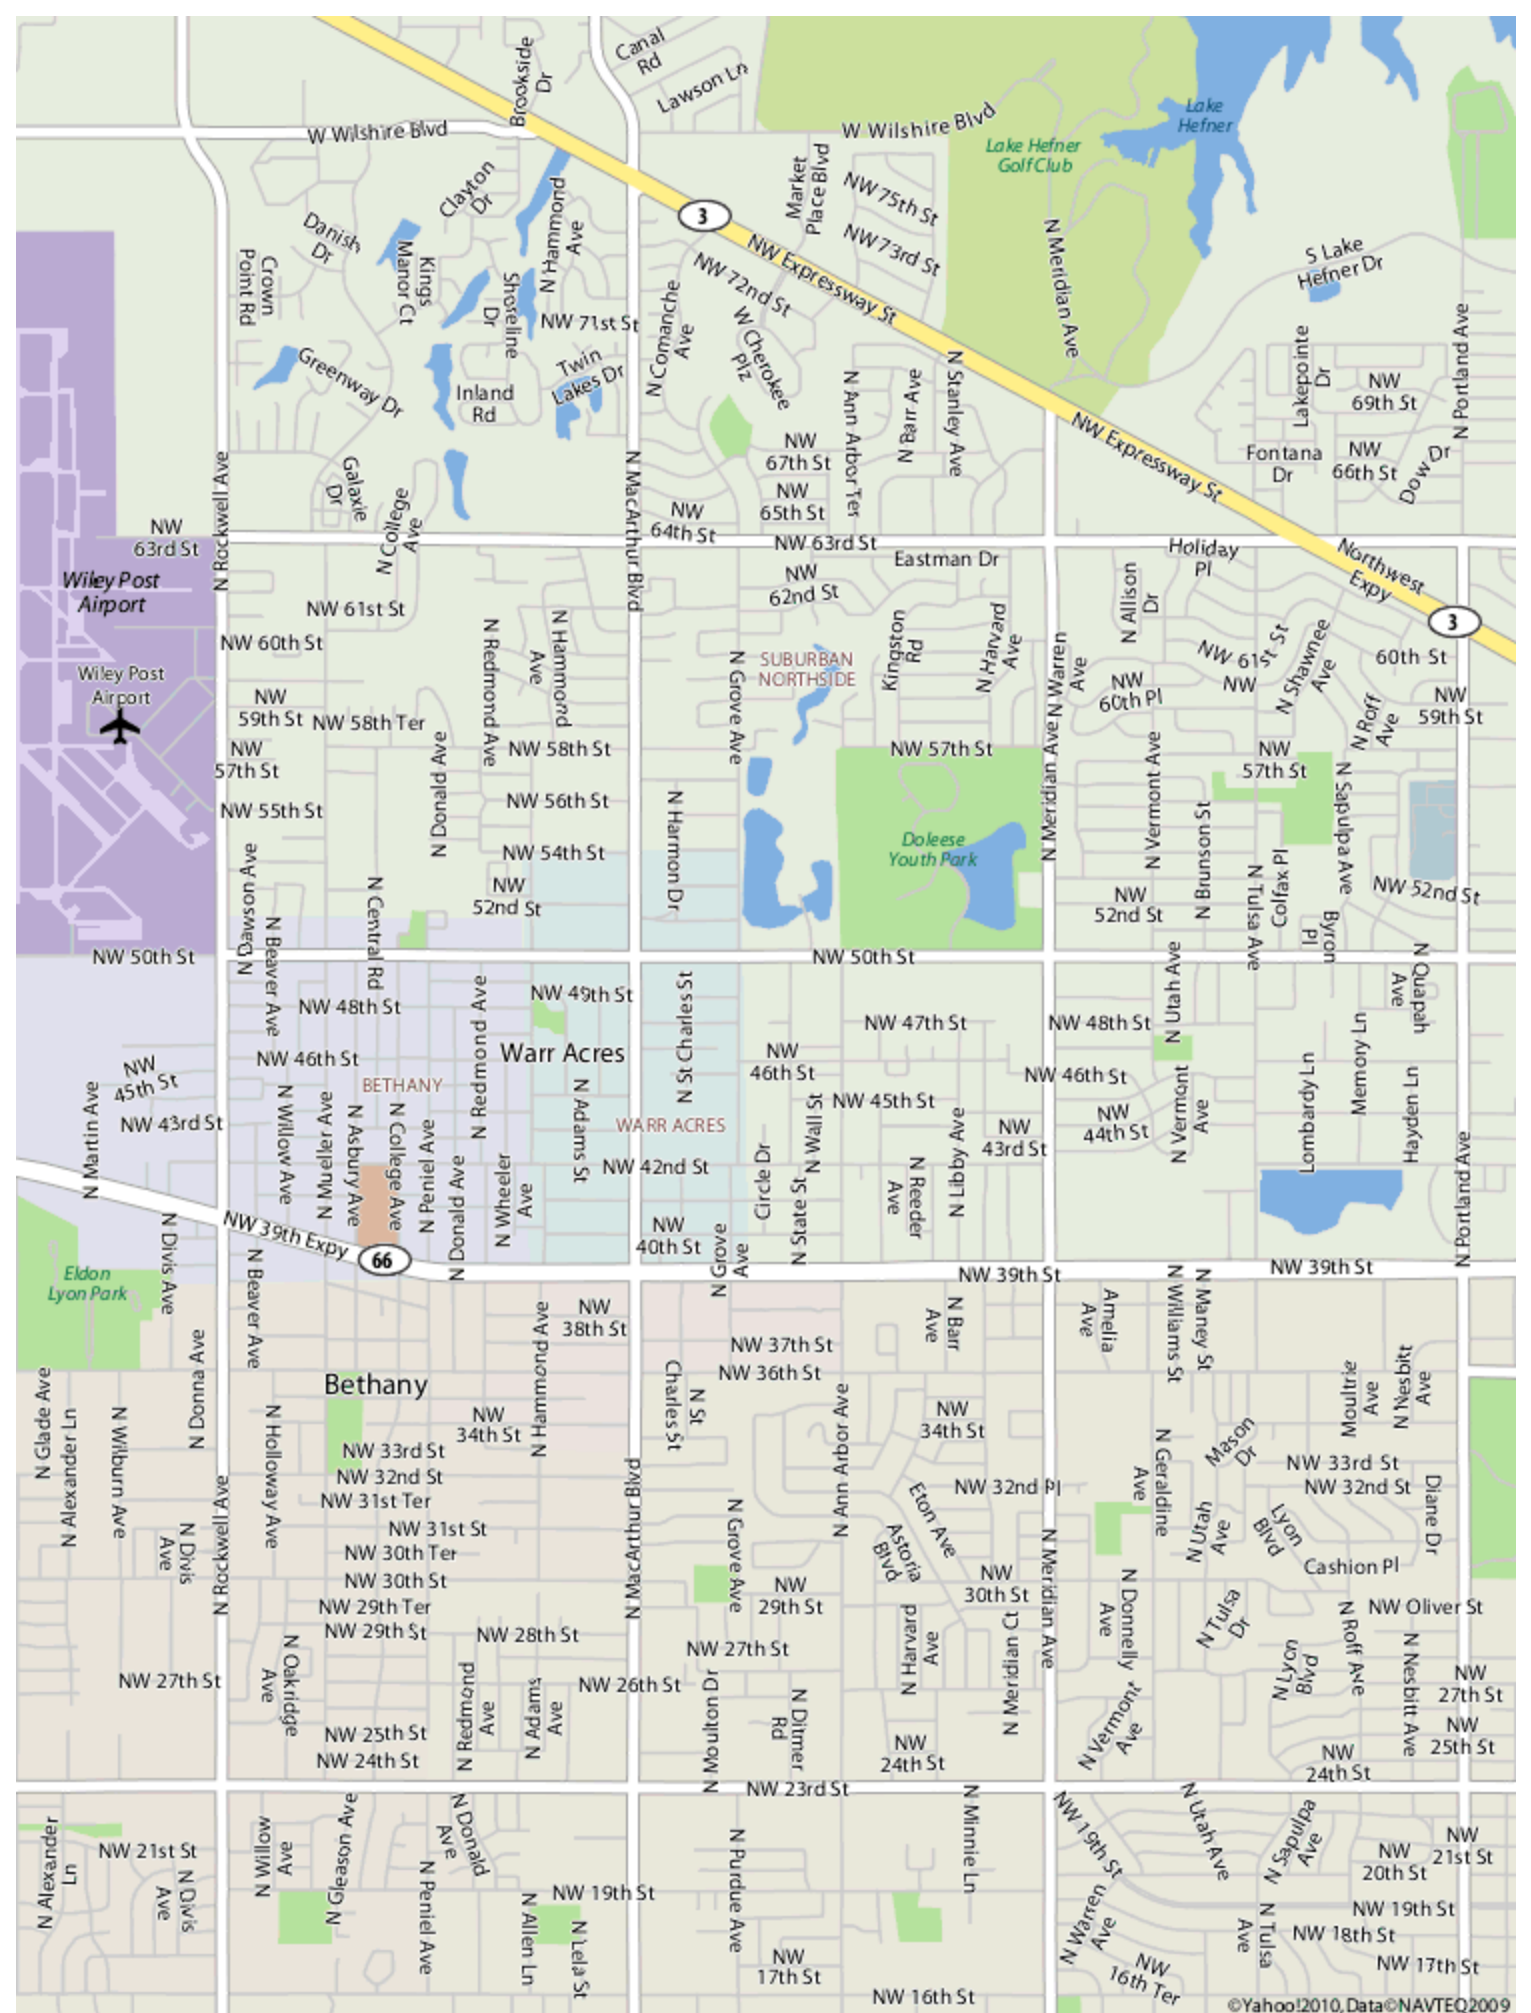 Canal
Rd
Brookside
Dr
Lawson Ln
Lake
Hefner
W Wilshire Blvd
W Wilshire Blvd
Lake Hefner
Golf Club
Market
Place Blvd
NW 75th St
Clayton
Dr
N Hammond
Ave
3
Danish
Dr
NW 73rd St
N Meridian Ave
S Lake
Hefner Dr
NW Expressway St
Crown
Point Rd
Kings
Manor Ct
Shoreline
Dr
NW 72nd St
NW 71st St
N Comanche
Ave
W Cherokee
Plz
N Portland Ave
Lakepointe
Dr
Greenway Dr
Inland
Rd
Twin
Lakes Dr
N Ann Arbor Ter
N Barr Ave
N Stanley Ave
NW
69th St
NW Expressway St
NW
67th St
Fontana
Dr
NW
66th St
Dow Dr
N Rockwell Ave
Galaxie
Dr
N College
Ave
N MacArthur Blvd
NW
65th St
NW
64th St
NW
63rd St
NW 63rd St
Eastman Dr
Holiday
Pl
Northwest
Expy
Wiley Post
Airport
NW
62nd St
N Allison
Dr
3
NW 61st St
NW 60th St
N Redmond Ave
N Hammond
Ave
Kingston
Rd
N Harvard
Ave
N Warren
Ave
NW 61st St
N Shawnee
Ave
60th St
Wiley Post
Airport
N Grove Ave
SUBURBAN
NORTHSIDE
NW
60th Pl
NW
NW
59th St
NW 58th Ter
N Roff
Ave
NW
59th St
NW
57th St
N Donald Ave
NW 58th St
NW 57th St
N Meridian Ave
N Vermont Ave
NW
57th St
N Sapulpa Ave
NW 55th St
NW 56th St
N Harmon Dr
N Brunson St
NW 54th St
Doleese
Youth Park
N Dawson Ave
N Central Rd
NW
52nd St
NW
52nd St
N Tulsa Ave
Colfax Pl
NW 52nd St
N Beaver Ave
Byron
Pl
NW 50th St
NW 50th St
N Utah Ave
N Quapah
Ave
NW 48th St
N Redmond Ave
NW 49th St
N St Charles St
NW 47th St
NW 48th St
NW 46th St
Warr Acres
NW
46th St
NW 46th St
Lombardy Ln
Memory Ln
Hayden Ln
NW
45th St
BETHANY
N Martin Ave
NW 43rd St
N Willow Ave
N Mueller Ave
N Asbury Ave
N College Ave
N Peniel Ave
N Adams St
WARR ACRES
N Wall St
NW 45th St
N Libby Ave
NW
43rd St
NW
44th St
N Vermont
Ave
N Donald Ave
N Wheeler
Ave
NW 42nd St
Circle Dr
N State St
N Reeder
Ave
N Portland Ave
N Divis Ave
NW 39th Expy
66
NW
40th St
N Grove
Ave
Eldon
Lyon Park
N Beaver Ave
NW 39th St
NW 39th St
N Hammond Ave
NW
38th St
N Barr
Ave
Amelia
Ave
N Williams St
N Maney St
N Donna Ave
NW 37th St
NW 36th St
Bethany
N Glade Ave
N Alexander Ln
N Wilburn Ave
N Holloway Ave
Charles St
N St
N Ann Arbor Ave
Moultrie
Ave
N Nesbitt
Ave
NW
34th St
NW
34th St
N Geraldine
Ave
Mason
Dr
NW 33rd St
NW 33rd St
NW 32nd St
NW 32nd Pl
NW 32nd St
N Rockwell Ave
N MacArthur Blvd
NW 31st Ter
Eton Ave
Diane Dr
N Divis
Ave
NW 31st St
N Grove Ave
Astoria
Blvd
N Meridian Ave
N Utah
Ave
Lyon
Blvd
NW 30th Ter
Cashion Pl
NW 30th St
NW
29th St
NW
30th St
N Donnelly
Ave
N Tulsa
Dr
NW 29th Ter
NW Oliver St
NW 29th St
NW 28th St
N Harvard
Ave
N Meridian Ct
N Roff Ave
N Nesbitt Ave
N Oakridge
Ave
NW 27th St
N Lyon
Blvd
NW 27th St
N Redmond
Ave
N Adams
Ave
NW 26th St
N Moulton Dr
N Ditmer
Rd
N Vermont
Ave
NW
27th St
NW 25th St
NW
25th St
NW 24th St
NW
24th St
NW
24th St
NW 23rd St
N Alexander
Ln
N Willow
Ave
N Gleason Ave
N Donald
Ave
N Minnie Ln
NW 19th St
N Utah Ave
N Sapulpa
Ave
NW 21st St
NW
21st St
NW
20th St
N Divis
Ave
N Peniel Ave
NW 19th St
N Purdue Ave
N Allen Ln
N Lela St
N Warren
Ave
N Tulsa
Ave
NW 19th St
NW 18th St
NW
17th St
NW
16th Ter
NW 17th St
NW 16th St
©Yahoo!2010, Data©NAVTEQ2009